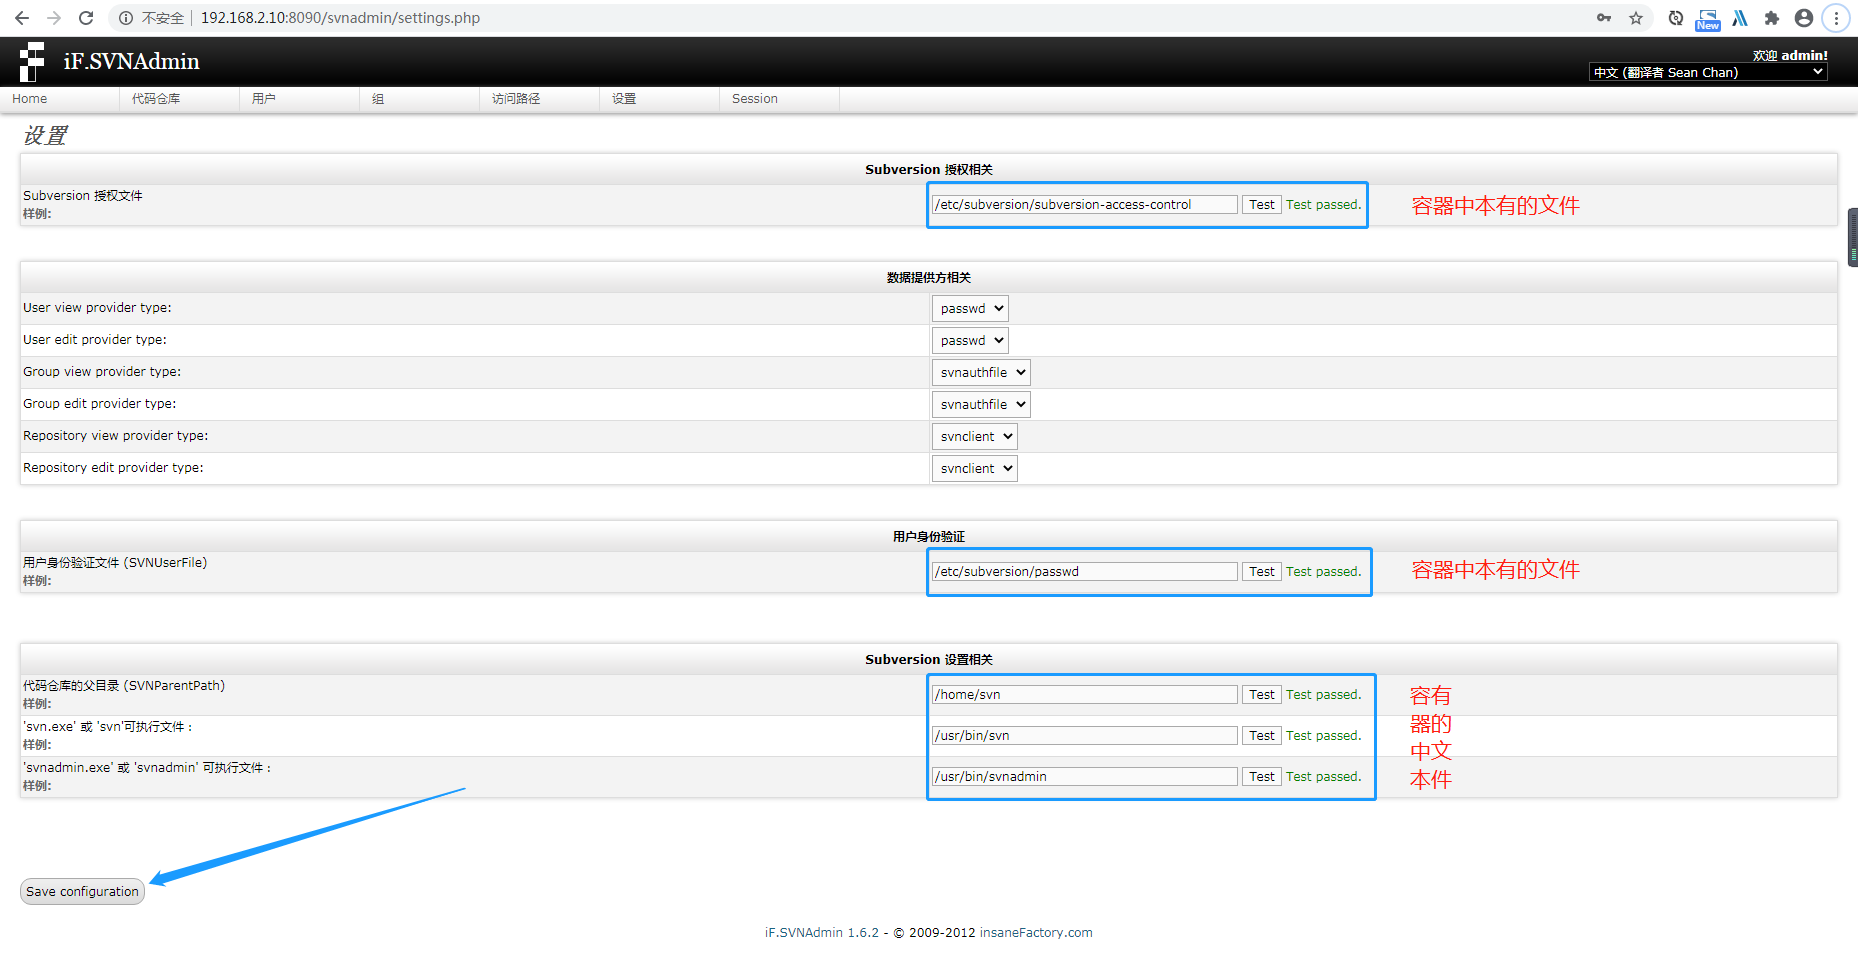 不安全 192.168.2.10:8090/svnadmin/settings.php
New
iF.SVNAdmin
欢迎 admin!
中文 (翻译者 Sean Chan)
Home 代码仓库 用户 组 访问路径 设置 Session
设置
Subversion 授权相关
Subversion 授权文件
样例:
/etc/subversion/subversion-access-control Test Test passed.
容器中本有的文件
数据提供方相关
User view provider type: passwd
User edit provider type: passwd
Group view provider type: svnauthfile
Group edit provider type: svnauthfile
Repository view provider type: svnclient
Repository edit provider type: svnclient
用户身份验证
用户身份验证文件 (SVNUserFile)
样例:
/etc/subversion/passwd Test Test passed.
容器中本有的文件
Subversion 设置相关
代码仓库的父目录 (SVNParentPath)
样例:
/home/svn Test Test passed.
'svn.exe' 或 'svn'可执行文件 :
样例:
/usr/bin/svn Test Test passed.
'svnadmin.exe' 或 'svnadmin' 可执行文件 :
样例:
/usr/bin/svnadmin Test Test passed.
容有
器的
中文
本件
Save configuration
iF.SVNAdmin 1.6.2 - © 2009-2012 insaneFactory.com